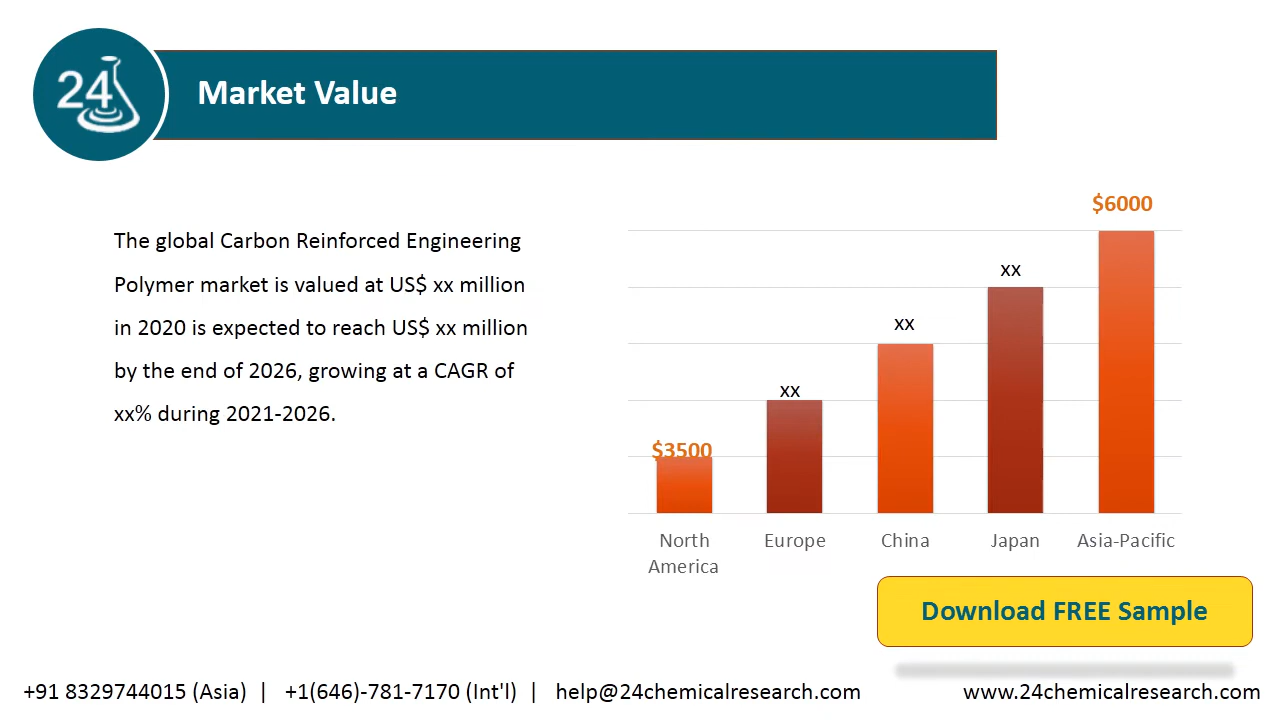 24
Market Value
The global Carbon Reinforced Engineering
Polymer market is valued at US$ xx million
in 2020 is expected to reach US$ xx million
by the end of 2026, growing at a CAGR of
xx% during 2021-2026.
$6000
xx
xx
xx
$3500
North
America
Europe
China
Japan
Asia-Pacific
Download FREE Sample
+91 8329744015 (Asia) | +1(646)-781-7170 (Int'l) | help@24chemicalresearch.com www.24chemicalresearch.com